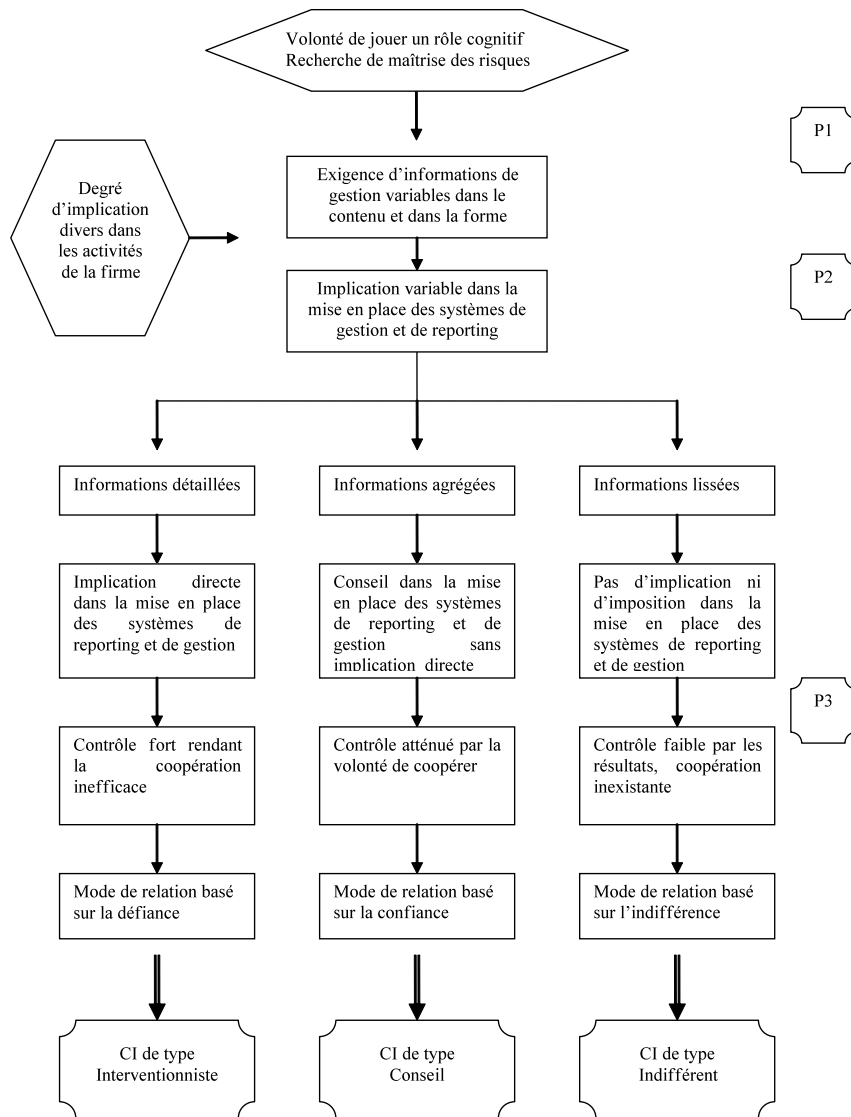 Volonté de jouer un rôle cognitif
Recherche de maîtrise des risques
P1
Degré
d’implication
divers dans
les activités
de la firme
Exigence d’informations de
gestion variables dans le
contenu et dans la forme
P2
Implication variable dans la
mise en place des systèmes de
gestion et de reporting
Informations détaillées
Informations agrégées
Informations lissées
Implication directe
dans la mise en place
des systèmes de
reporting et de gestion
Conseil dans la mise
en place des systèmes
de reporting et de
gestion sans
implication directe
Pas d’implication ni
d’imposition dans la
mise en place des
systèmes de reporting
et de gestion
P3
Contrôle fort rendant
la coopération
inefficace
Contrôle atténué par la
volonté de coopérer
Contrôle faible par les
résultats, coopération
inexistante
Mode de relation basé
sur la défiance
Mode de relation basé
sur la confiance
Mode de relation basé
sur l’indifférence
CI de type
Interventionniste
CI de type
Conseil
CI de type
Indifférent